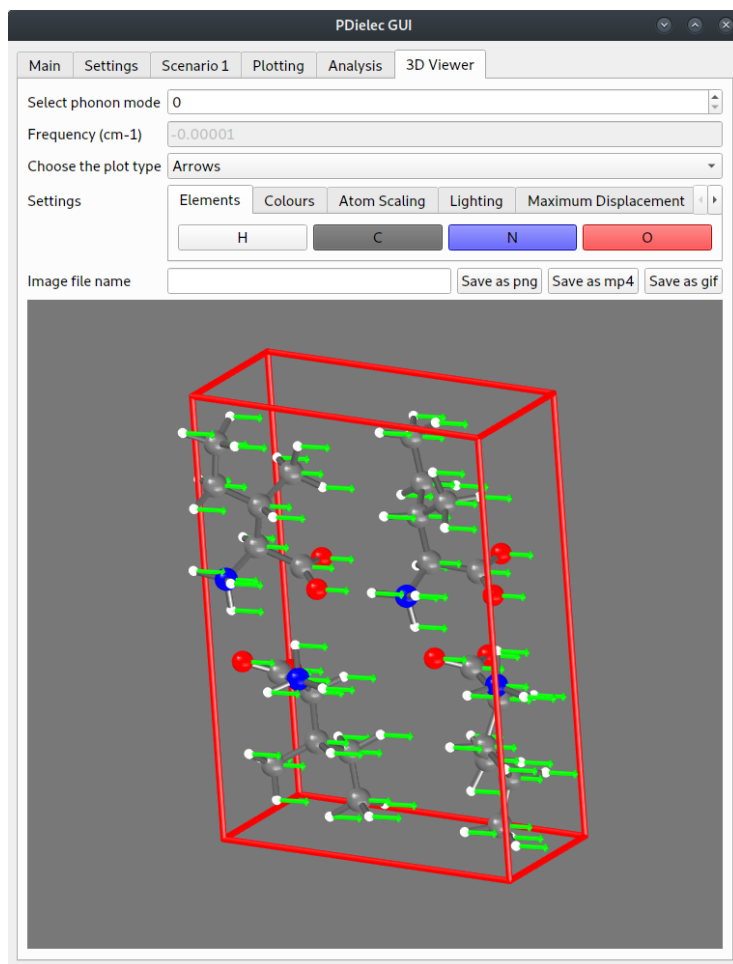 PDielec GUI
Main Settings Scenario 1 Plotting Analysis 3D Viewer
Select phonon mode 0
Frequency (cm-1) -0.00001
Choose the plot type Arrows
Settings Elements Colours Atom Scaling Lighting Maximum Displacement
H C N O
Image file name Save as png Save as mp4 Save as gif